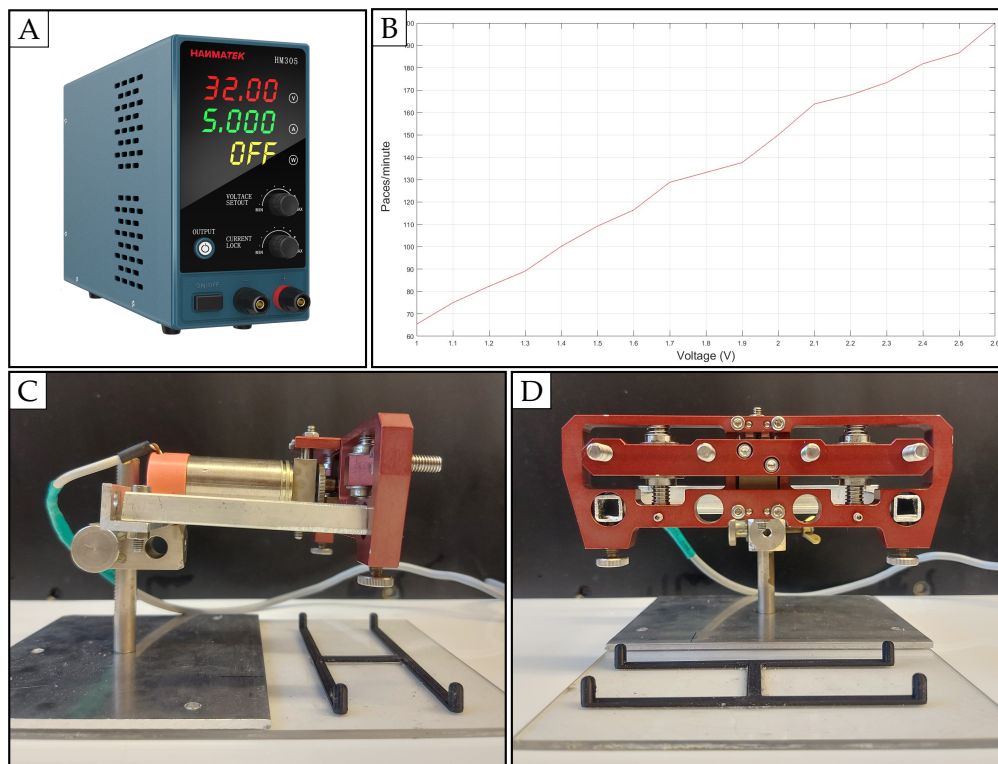 A
HANMATEK
HM305
32.00 V
5.000 A
OFF W
VOLTACE
SETOUT
MIN
MAX
OUTPUT
CURRENT
LOCK
MIN
MAX
ON/OFF
- +
B
200
190
180
170
160
150
140
130
120
110
100
90
80
70
60
Paces/minute
1 1.1 1.2 1.3 1.4 1.5 1.6 1.7 1.8 1.9 2 2.1 2.2 2.3 2.4 2.5 2.6
Voltage (V)
C
D